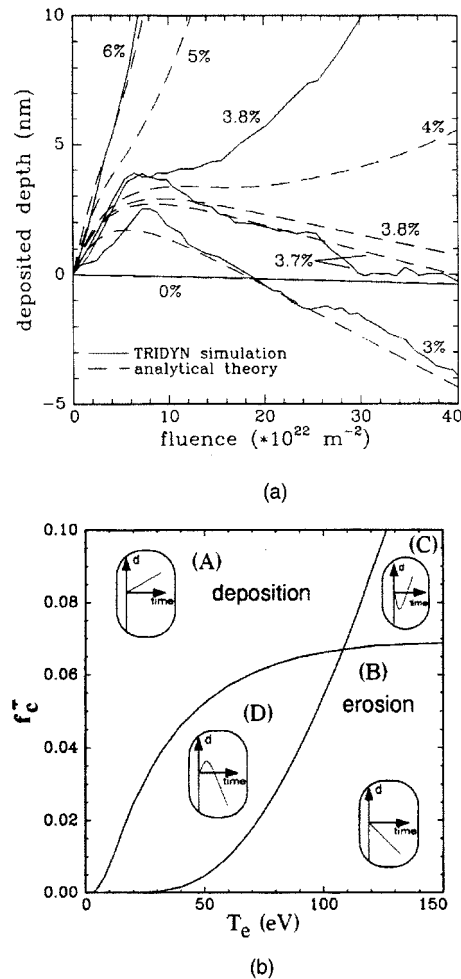 10
5
0
-5
deposited depth (nm)
6%
5%
3.8%
4%
3.8%
3.7%
0%
3%
TRIDYN simulation
analytical theory
0
10
20
30
40
fluence (*10²² m⁻²)
(a)
0.10
0.08
0.06
0.04
0.02
0.00
(A)
deposition
d
time
(C)
d
time
(B)
erosion
(D)
d
time
d
time
0
50
100
150
Te (eV)
(b)